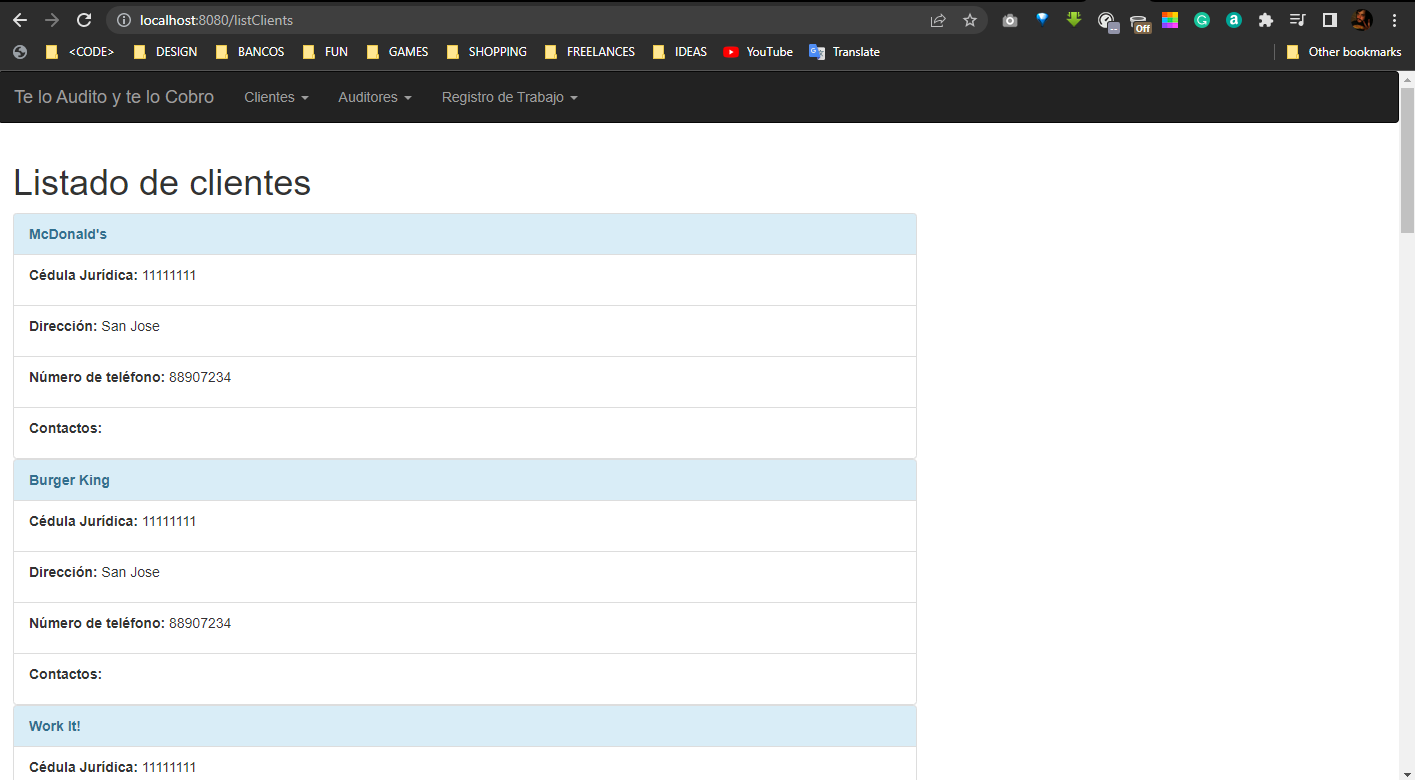 localhost:8080/listClients
Off
<CODE> DESIGN BANCOS FUN GAMES SHOPPING FREELANCES IDEAS YouTube Translate Other bookmarks
Te lo Audito y te lo Cobro Clientes Auditores Registro de Trabajo
Listado de clientes
McDonald's
Cédula Jurídica: 11111111
Dirección: San Jose
Número de teléfono: 88907234
Contactos:
Burger King
Cédula Jurídica: 11111111
Dirección: San Jose
Número de teléfono: 88907234
Contactos:
Work It!
Cédula Jurídica: 11111111